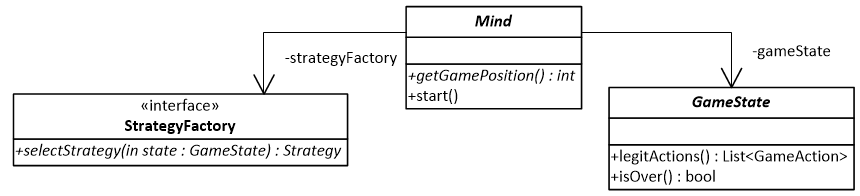 Mind
-strategyFactory
-gameState
+getGamePosition() : int
+start()
«interface»
StrategyFactory
+selectStrategy(in state : GameState) : Strategy
GameState
+legitActions() : List<GameAction>
+isOver() : bool